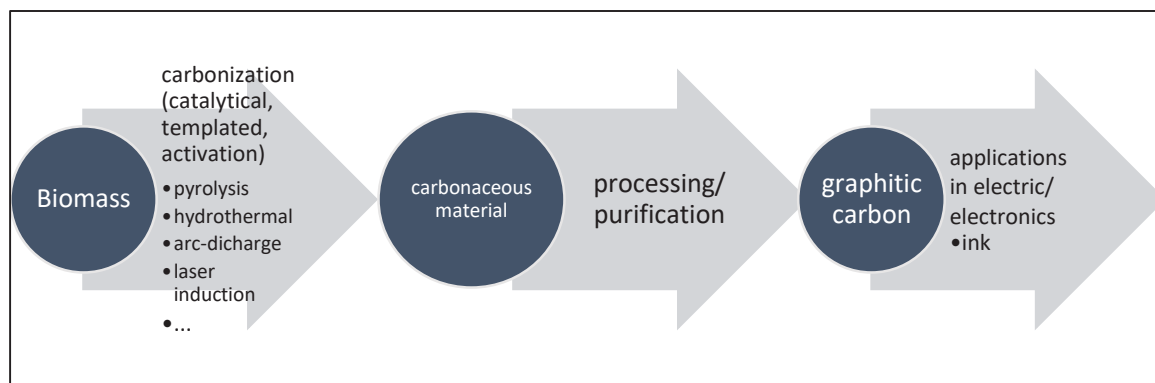 Biomass
carbonization
(catalytical,
templated,
activation)
•pyrolysis
•hydrothermal
•arc-dicharge
•laser
induction
•...
carbonaceous
material
processing/
purification
graphitic
carbon
applications
in electric/
electronics
•ink